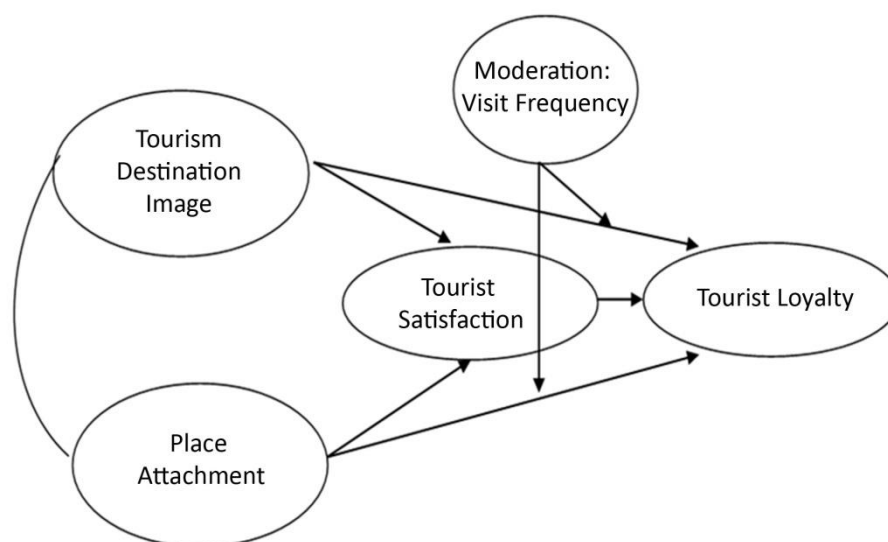 Moderation:
Visit Frequency
Tourism
Destination
Image
Tourist
Satisfaction
Tourist Loyalty
Place
Attachment